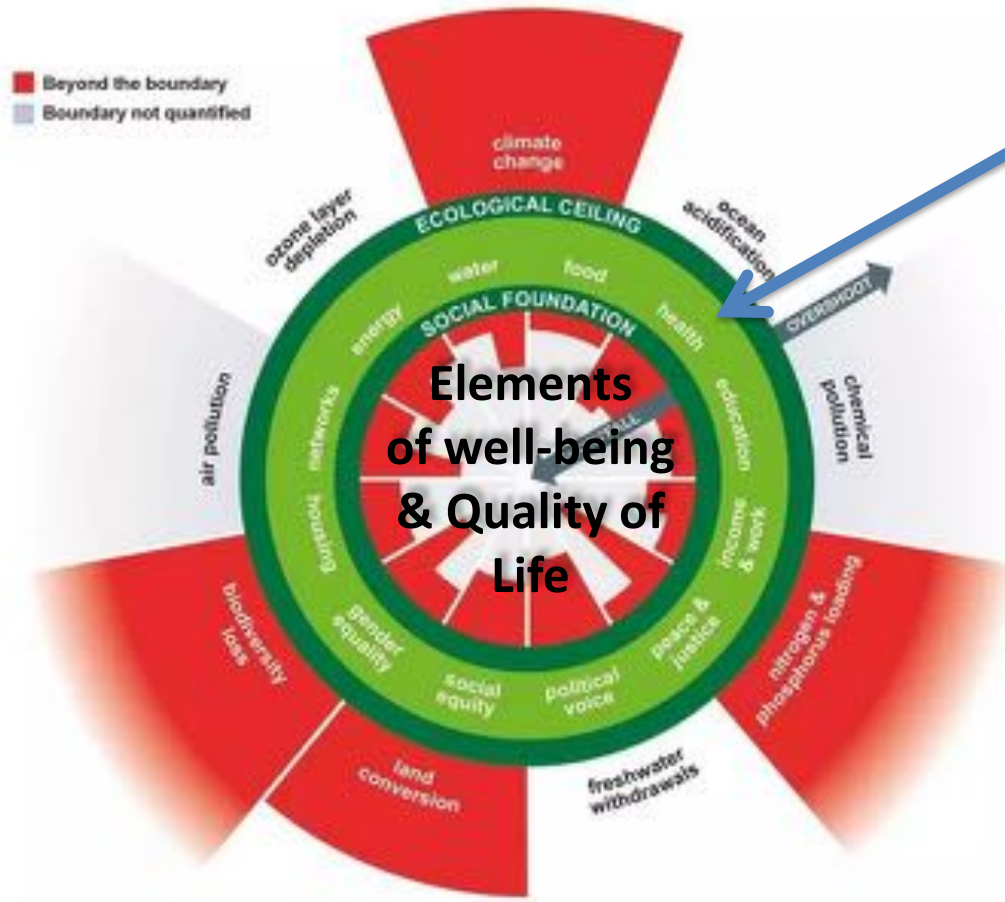 Beyond the boundary
Boundary not quantified
climate
change
ozone layer
depletion
ocean
acidification
ECOLOGICAL CEILING
water
food
energy
health
SOCIAL FOUNDATION
OVERSHOOT
Elements
of well-being
& Quality of
Life
networks
education
air pollution
chemical
pollution
housing
income
& work
gender
equality
peace &
justice
social
equity
political
voice
biodiversity
loss
nitrogen &
phosphorus loading
land
conversion
freshwater
withdrawals